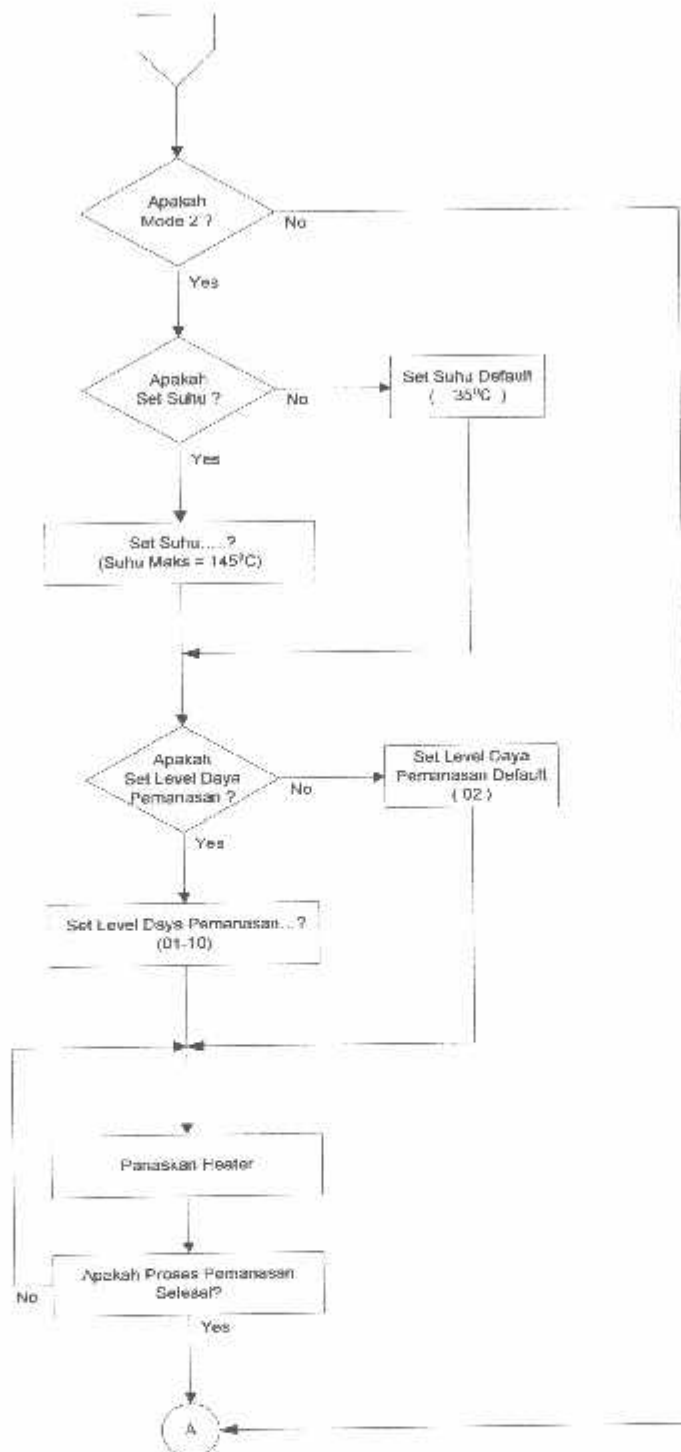 Apakah
Mode 2 ?
No
Yes
Apakah
Set Suhu ?
No
Set Suhu Default
( 35⁰C )
Yes
Set Suhu.....?
(Suhu Maks = 145⁰C)
Apakah
Set Level Daya
Pemanasan ?
No
Set Level Daya
Pemanasan Default
( 02 )
Yes
Set Level Daya Pemanasan...?
(01-10)
Panaskan Heater
Apakah Proses Pemanasan
Selesai?
No
Yes
A